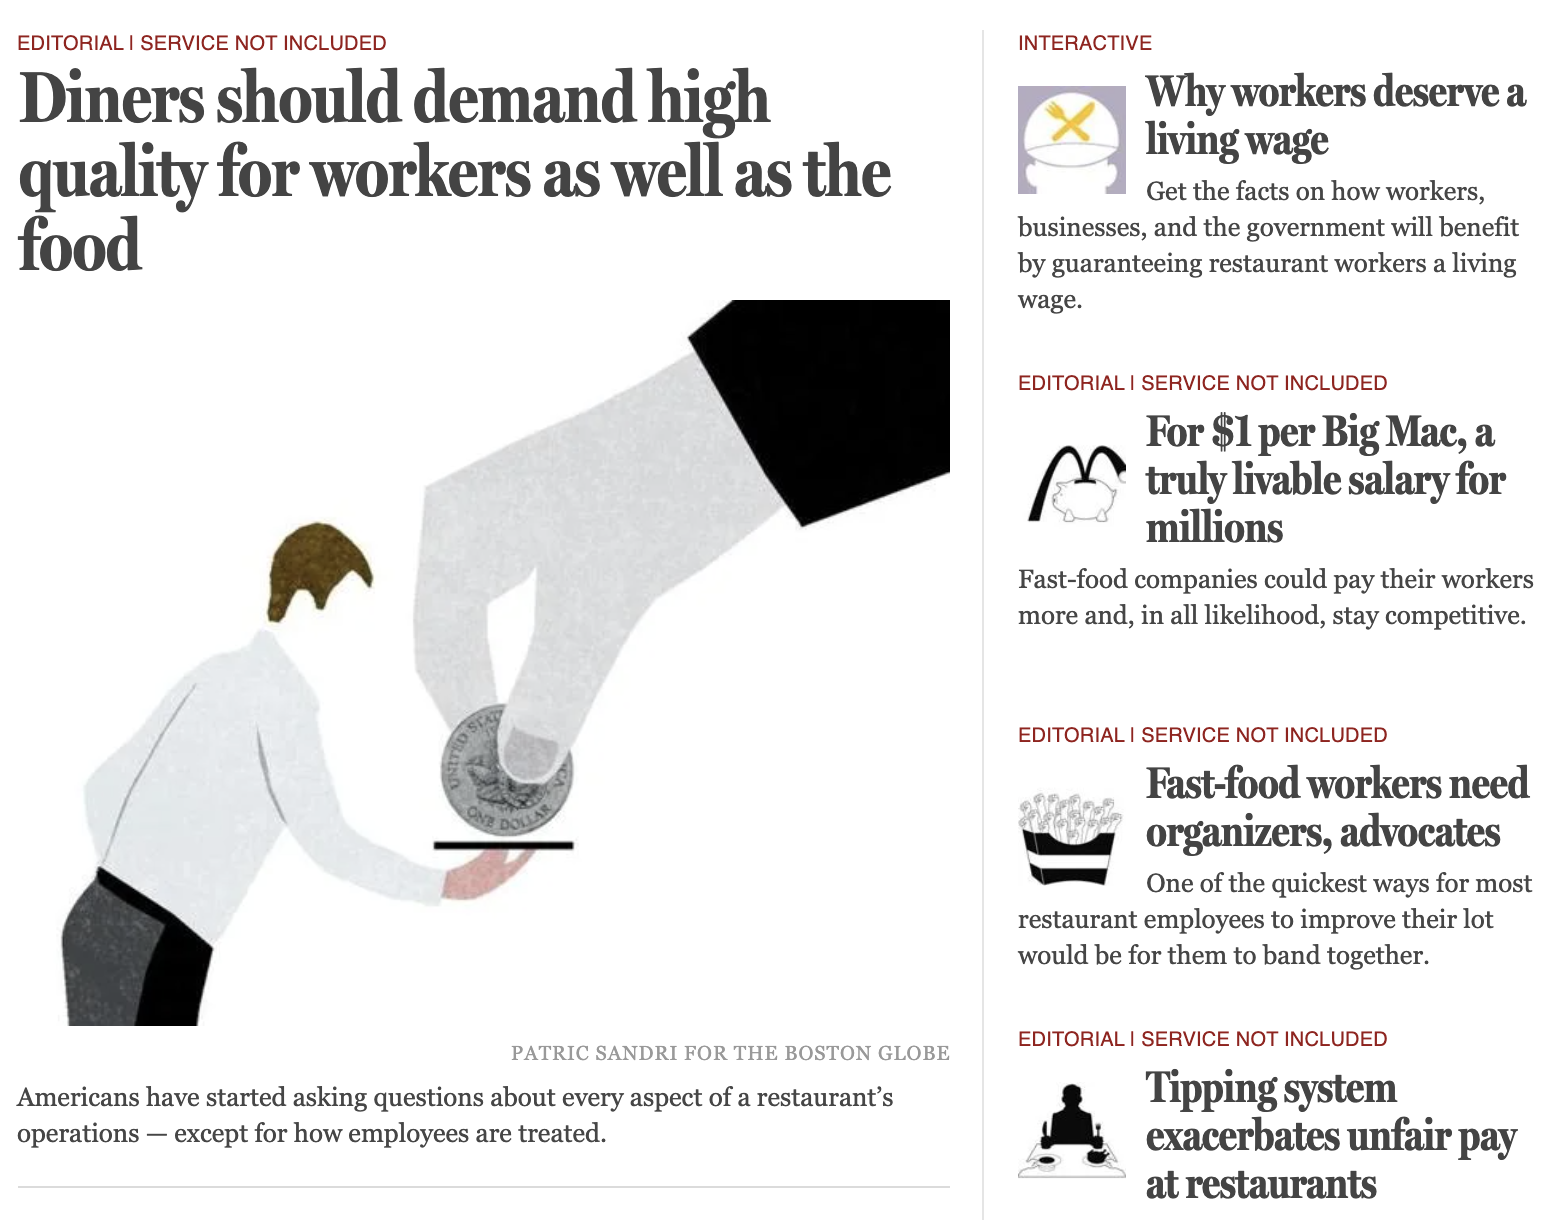 EDITORIAL | SERVICE NOT INCLUDED
Diners should demand high
quality for workers as well as the
food
UNITED STAT
CA
ONE DOLLAR
PATRIC SANDRI FOR THE BOSTON GLOBE
Americans have started asking questions about every aspect of a restaurant’s
operations — except for how employees are treated.
INTERACTIVE
Why workers deserve a
living wage
Get the facts on how workers,
businesses, and the government will benefit
by guaranteeing restaurant workers a living
wage.
EDITORIAL | SERVICE NOT INCLUDED
For $1 per Big Mac, a
truly livable salary for
millions
Fast-food companies could pay their workers
more and, in all likelihood, stay competitive.
EDITORIAL | SERVICE NOT INCLUDED
Fast-food workers need
organizers, advocates
One of the quickest ways for most
restaurant employees to improve their lot
would be for them to band together.
EDITORIAL | SERVICE NOT INCLUDED
Tipping system
exacerbates unfair pay
at restaurants